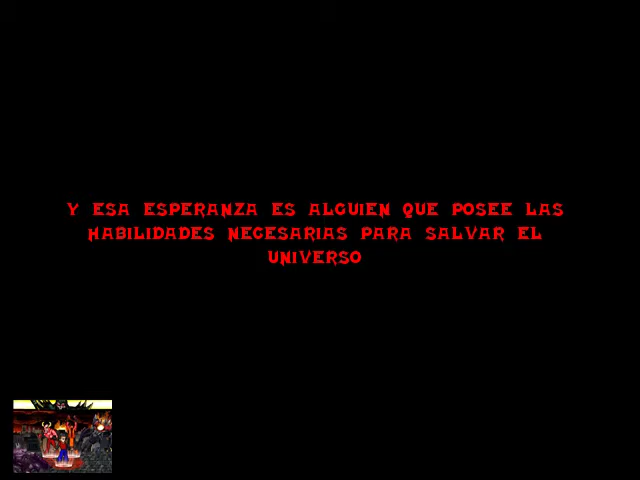 Y ESA ESPERANZA ES ALGUIEN QUE POSEE LAS
HABILIDADES NECESARIAS PARA SALVAR EL
UNIVERSO